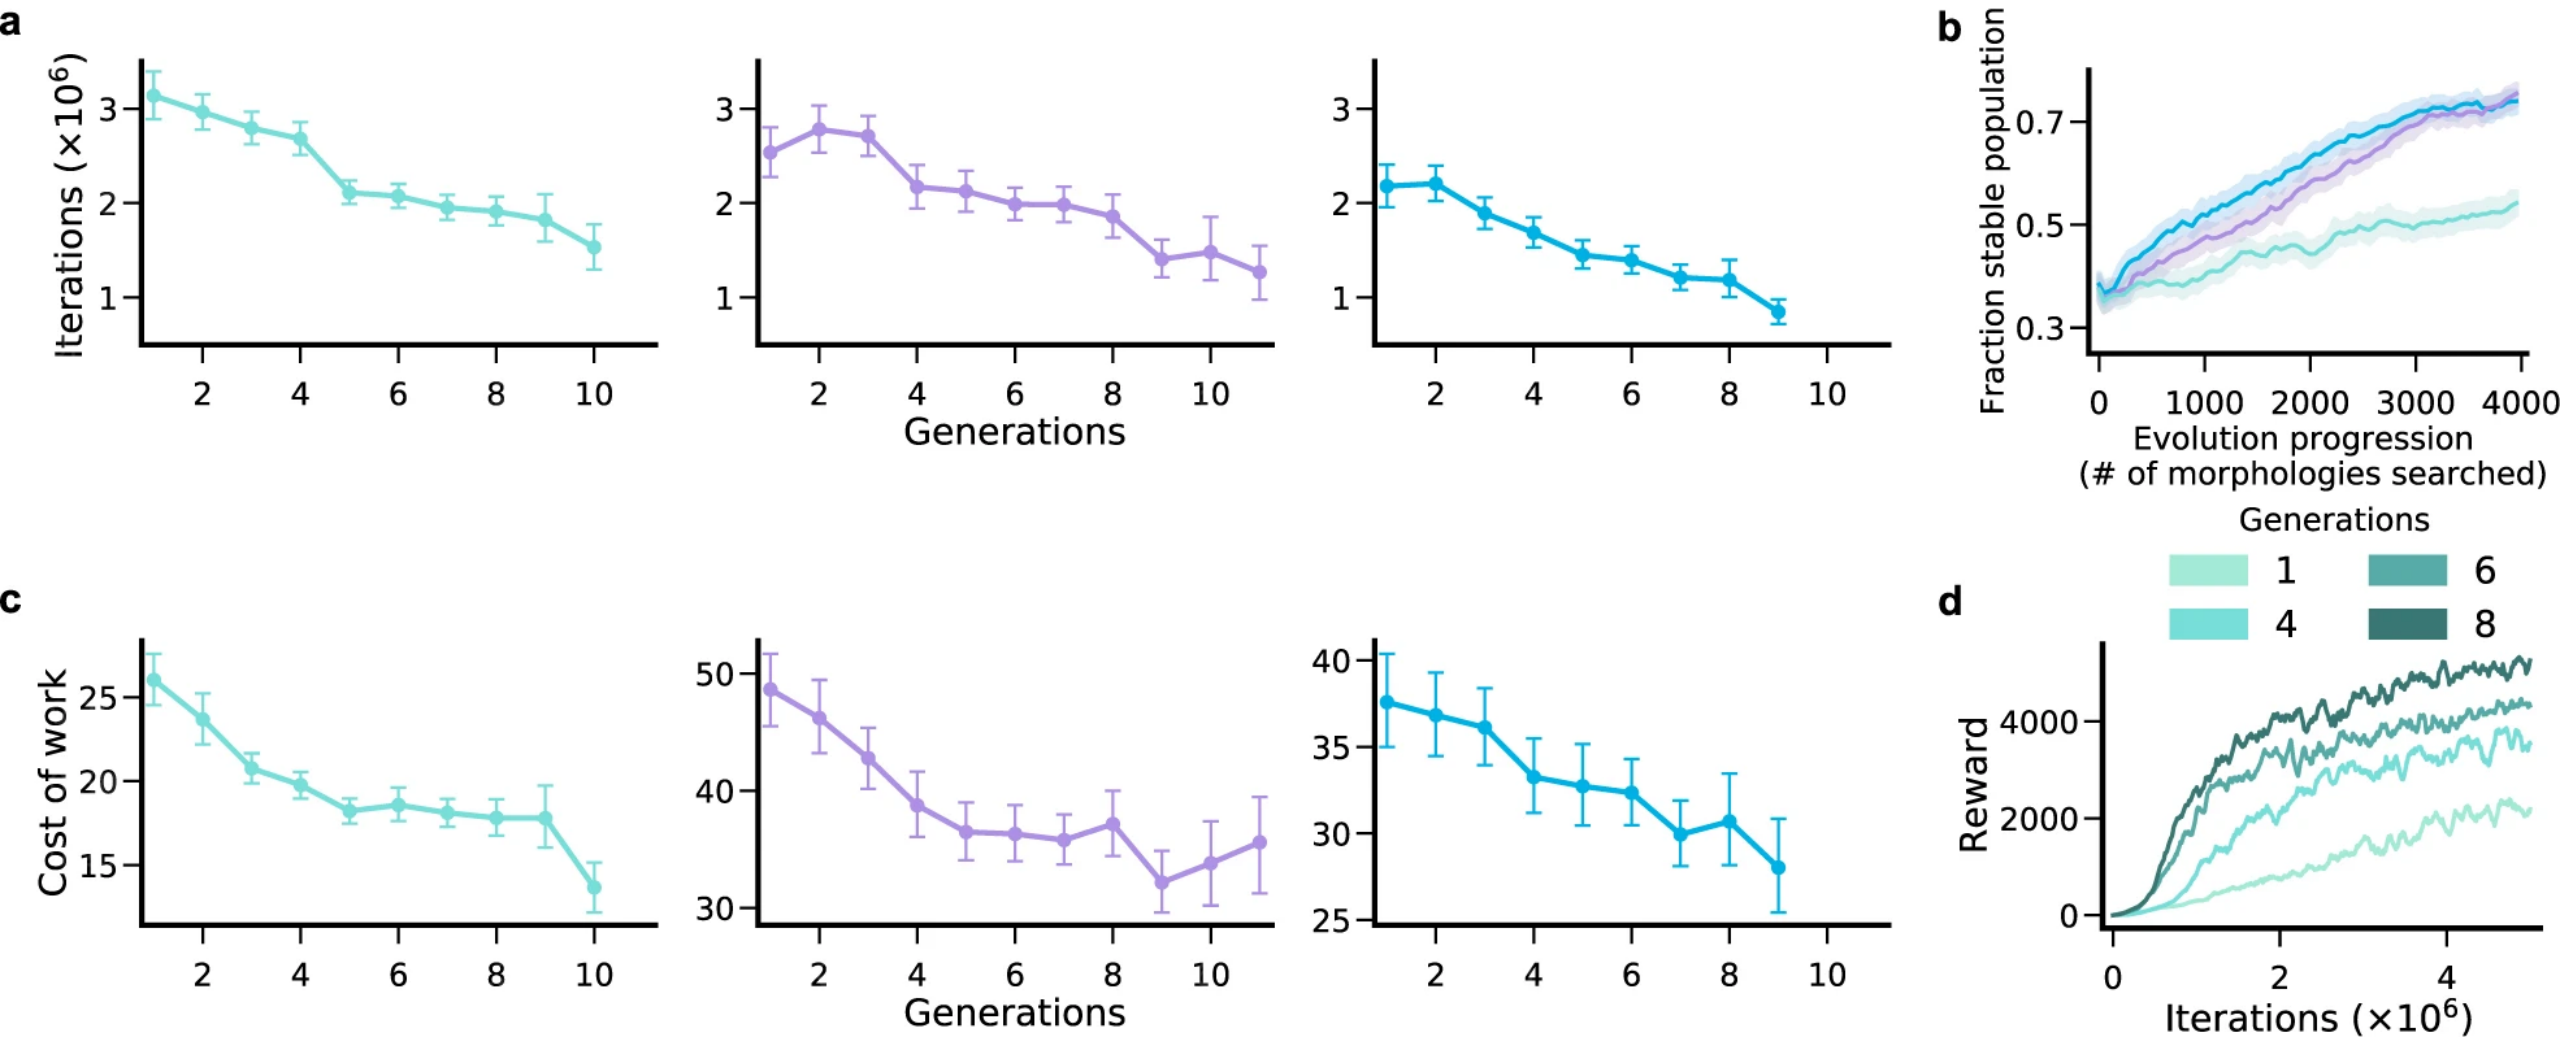 a
Iterations (×10⁶)
3
2
1
2 4 6 8 10
3
2
1
2 4 6 8 10
Generations
3
2
1
2 4 6 8 10
b
Fraction stable population
0.7
0.5
0.3
0 1000 2000 3000 4000
Evolution progression
(# of morphologies searched)
c
Cost of work
25
20
15
2 4 6 8 10
50
40
30
2 4 6 8 10
Generations
40
35
30
25
2 4 6 8 10
d
Generations
1 6
4 8
Reward
4000
2000
0
0 2 4
Iterations (×10⁶)